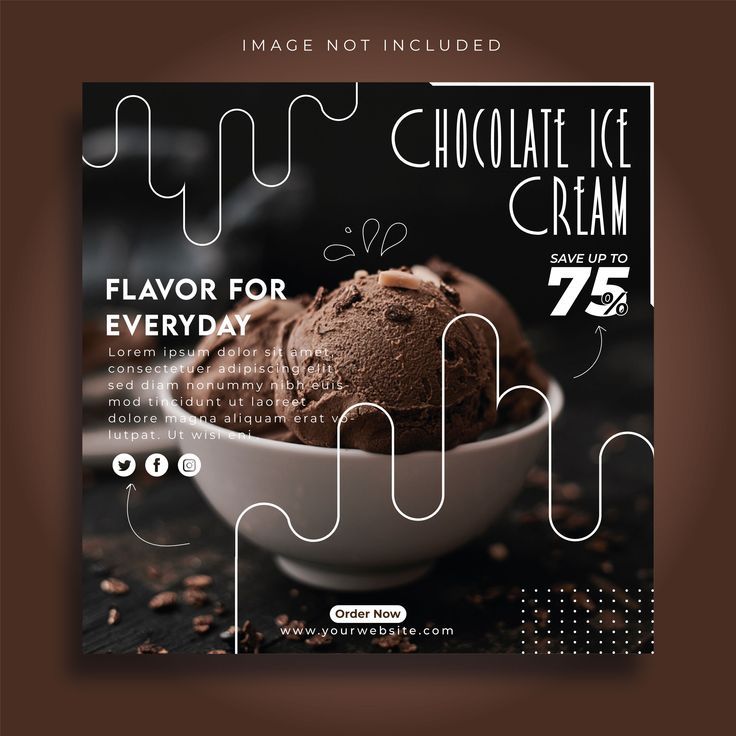 IMAGE NOT INCLUDED
CHOCOLATE ICE
CREAM
SAVE UP TO
75%
FLAVOR FOR
EVERYDAY
Lorem ipsum dolor sit amet,
consectetuer adipiscing elit,
sed diam nonummy nibh euis-
mod tincidunt ut laoreet
dolore magna aliquam erat vo-
lutpat. Ut wisi eni
Order Now
www.yourwebsite.com